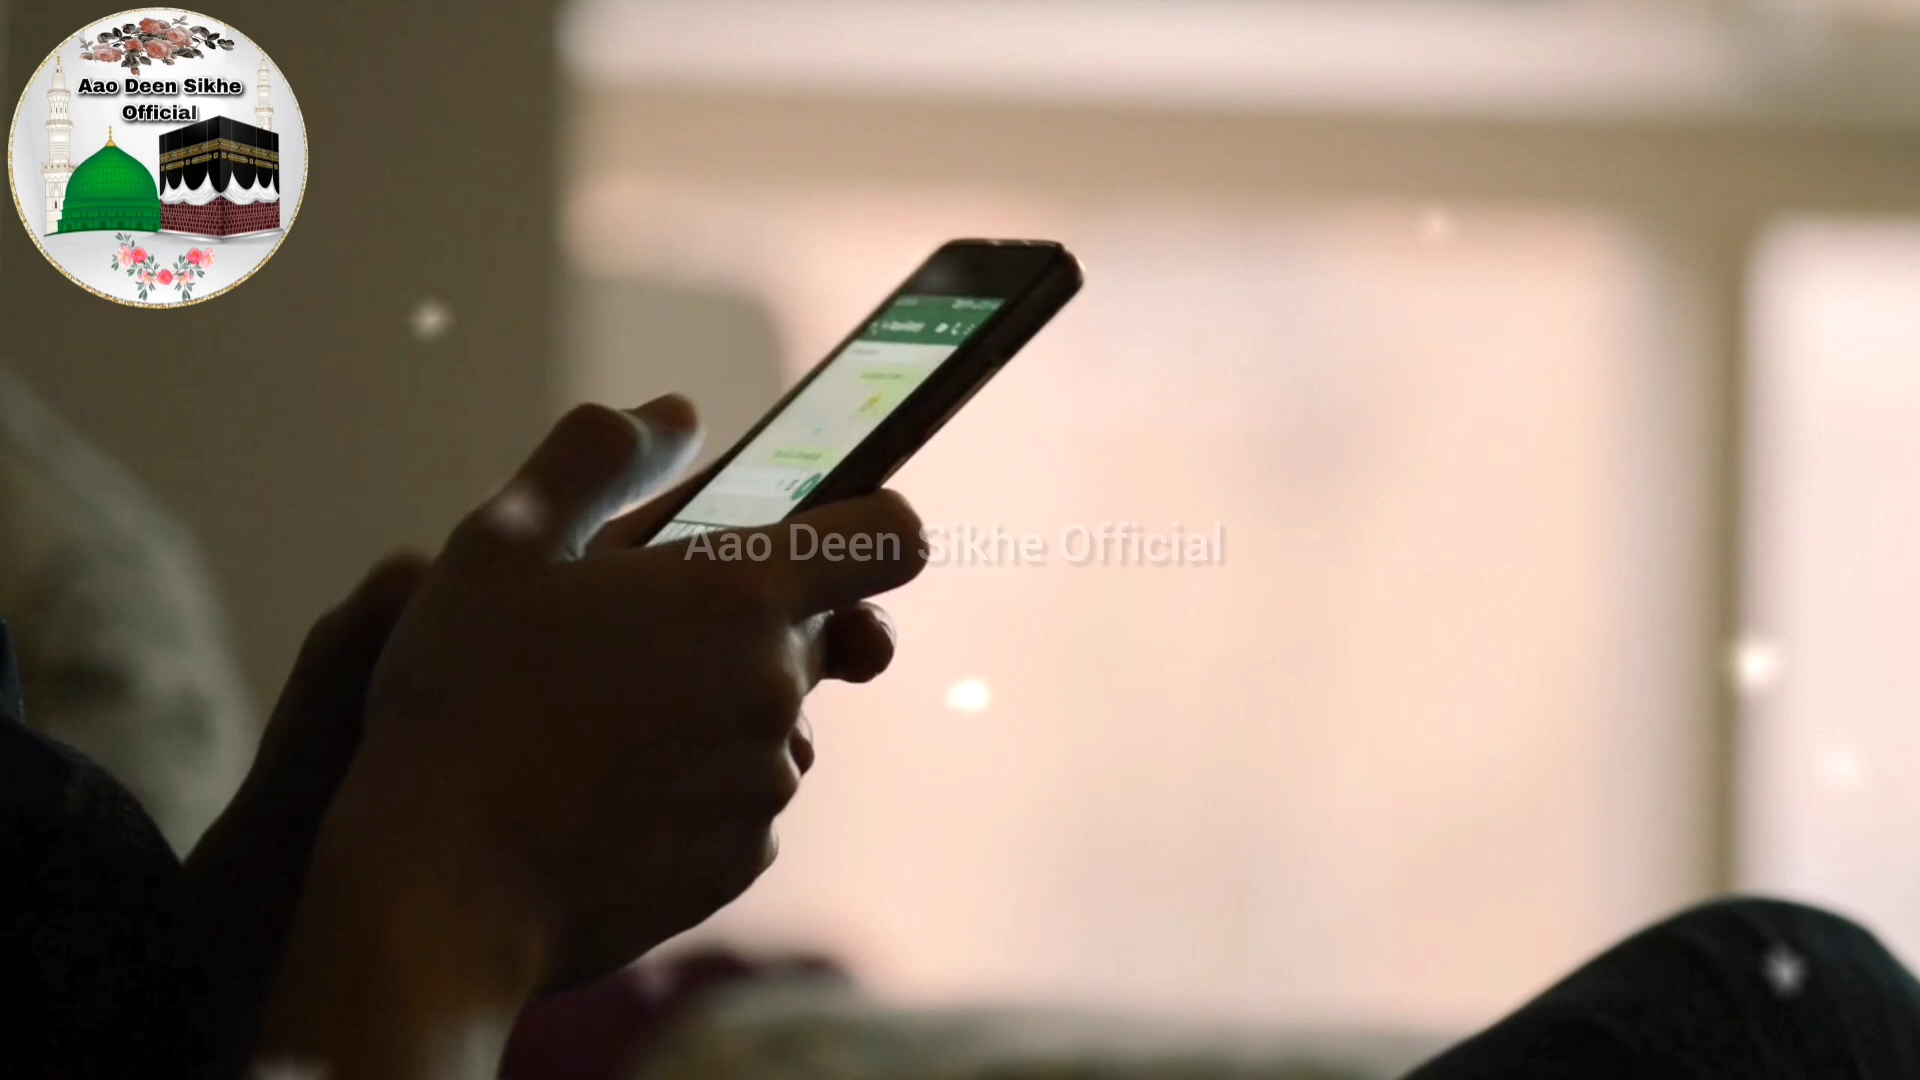 Aao Deen Sikhe
Official
Aao Deen Sikhe Official